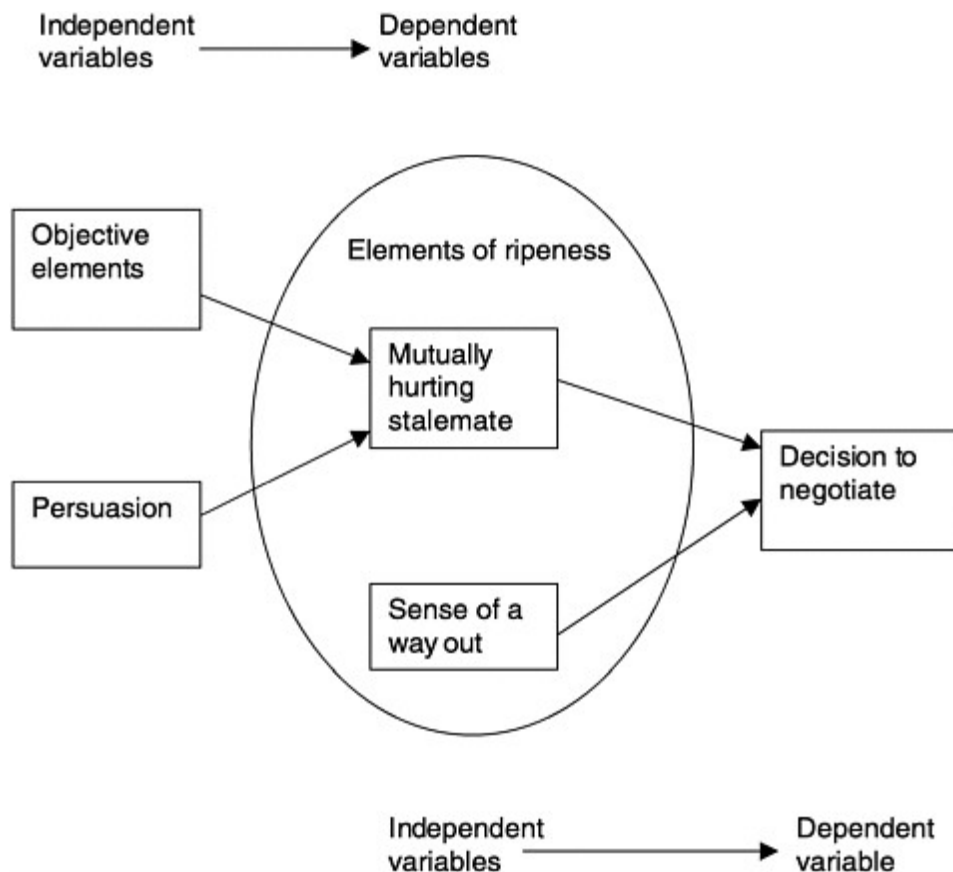 Independent
variables
Dependent
variables
Objective
elements
Elements of ripeness
Mutually
hurting
stalemate
Persuasion
Decision to
negotiate
Sense of a
way out
Independent
variables
Dependent
variable